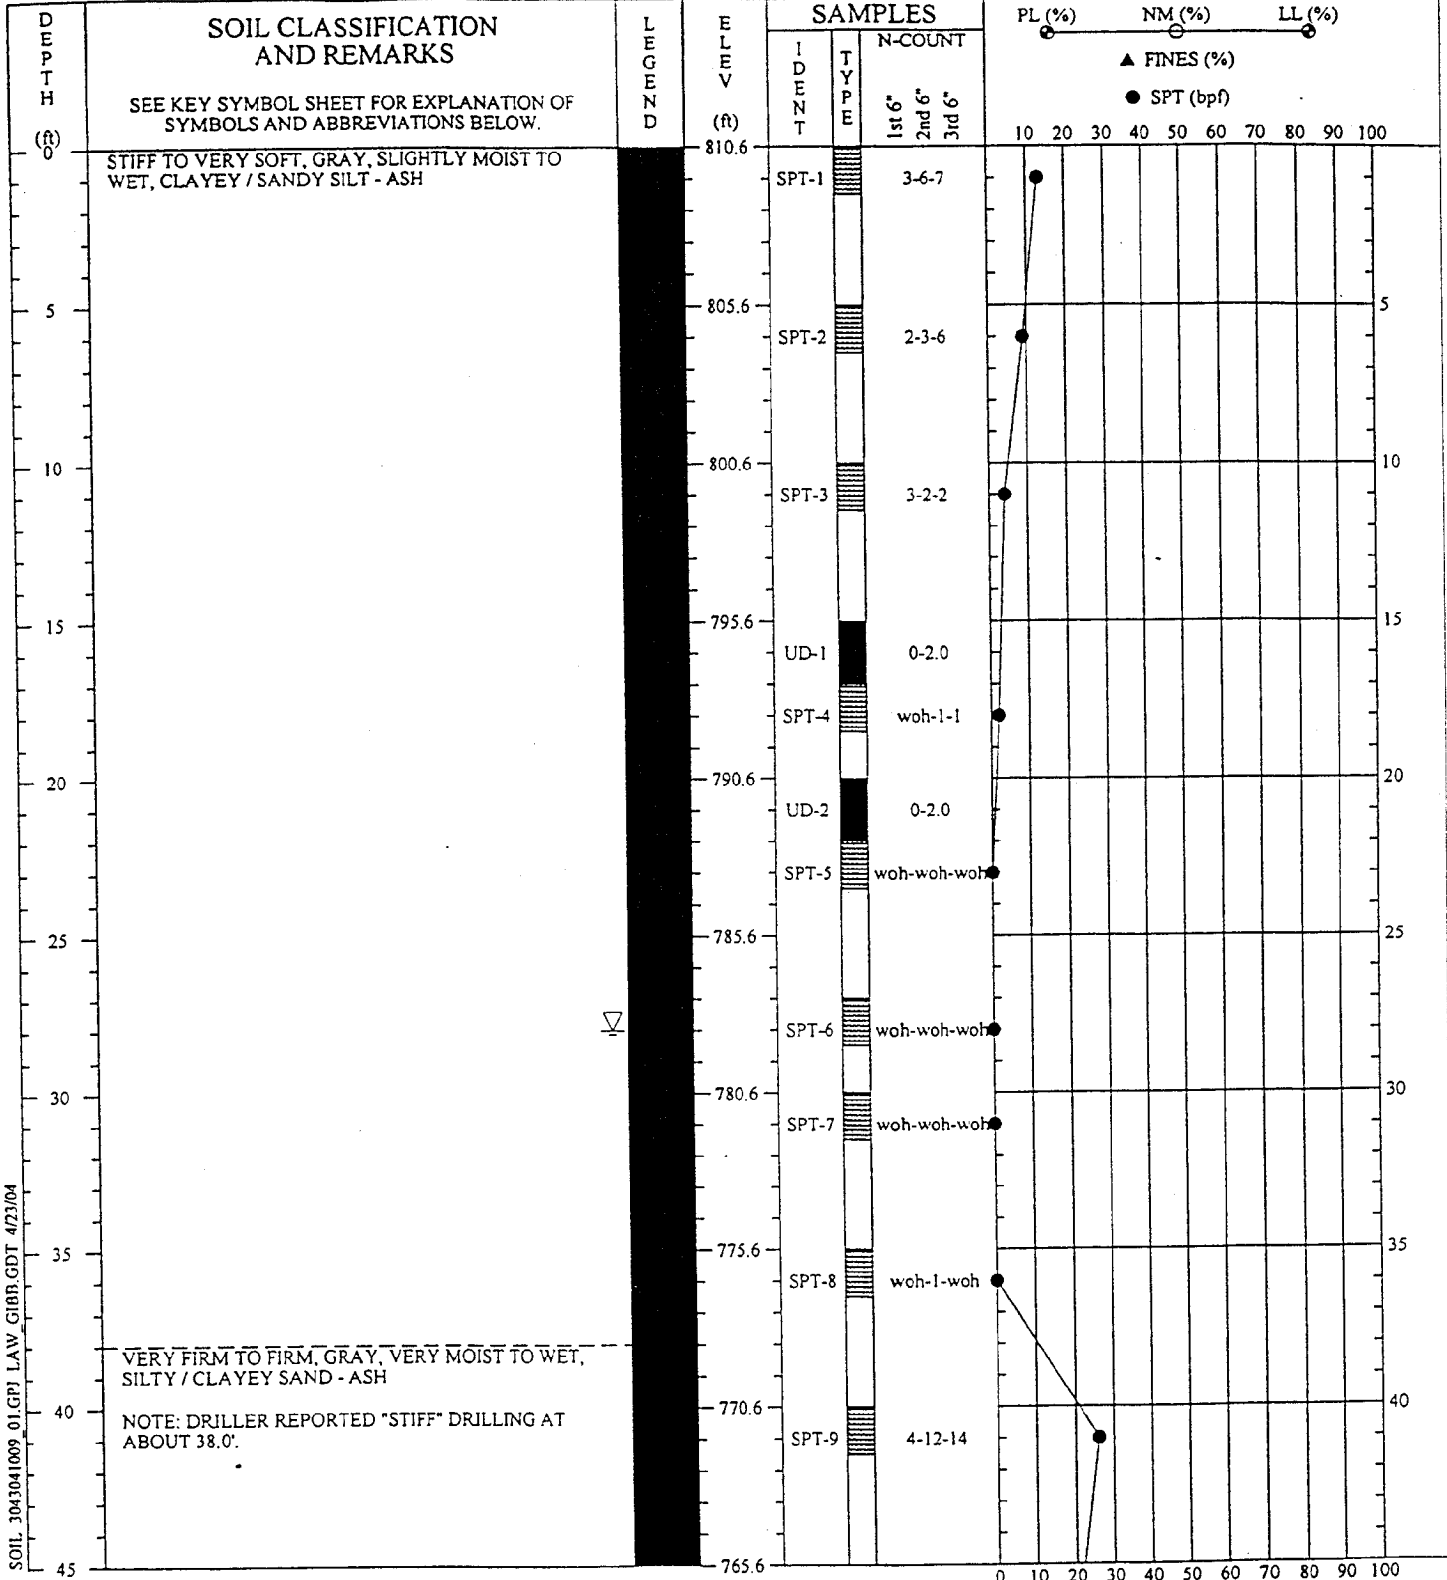 DEPTH
(ft)
SOIL CLASSIFICATION
AND REMARKS
SEE KEY SYMBOL SHEET FOR EXPLANATION OF
SYMBOLS AND ABBREVIATIONS BELOW.
LEGEND
ELEV
(ft)
SAMPLES
IDENT
TYPE
N-COUNT
1st 6"
2nd 6"
3rd 6"
PL (%) NM (%) LL (%)
▲ FINES (%)
● SPT (bpf)
10 20 30 40 50 60 70 80 90 100
0
STIFF TO VERY SOFT, GRAY, SLIGHTLY MOIST TO
WET, CLAYEY / SANDY SILT - ASH
810.6
SPT-1 3-6-7
5 805.6 5
SPT-2 2-3-6
10 800.6 10
SPT-3 3-2-2
15 795.6 15
UD-1 0-2.0
SPT-4 woh-1-1
20 790.6 20
UD-2 0-2.0
SPT-5 woh-woh-woh
25 785.6 25
SPT-6 woh-woh-woh
30 780.6 30
SPT-7 woh-woh-woh
35 775.6 35
SPT-8 woh-1-woh
VERY FIRM TO FIRM, GRAY, VERY MOIST TO WET,
SILTY / CLAYEY SAND - ASH
40 770.6 40
NOTE: DRILLER REPORTED "STIFF" DRILLING AT
ABOUT 38.0'.
SPT-9 4-12-14
45 765.6
0 10 20 30 40 50 60 70 80 90 100
SOIL 3043041009_01.GPJ LAW_GIBB.GDT 4/23/04